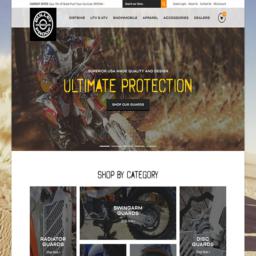 DIRTBIKE UTV & ATV SNOWMOBILE APPAREL ACCESSORIES DEALERS
SUPERIOR USA MADE QUALITY AND DESIGN
ULTIMATE PROTECTION
SHOP OUR GUARDS
SHOP BY CATEGORY
SWINGARM
GUARDS
RADIATOR
GUARDS
DISC
GUARDS